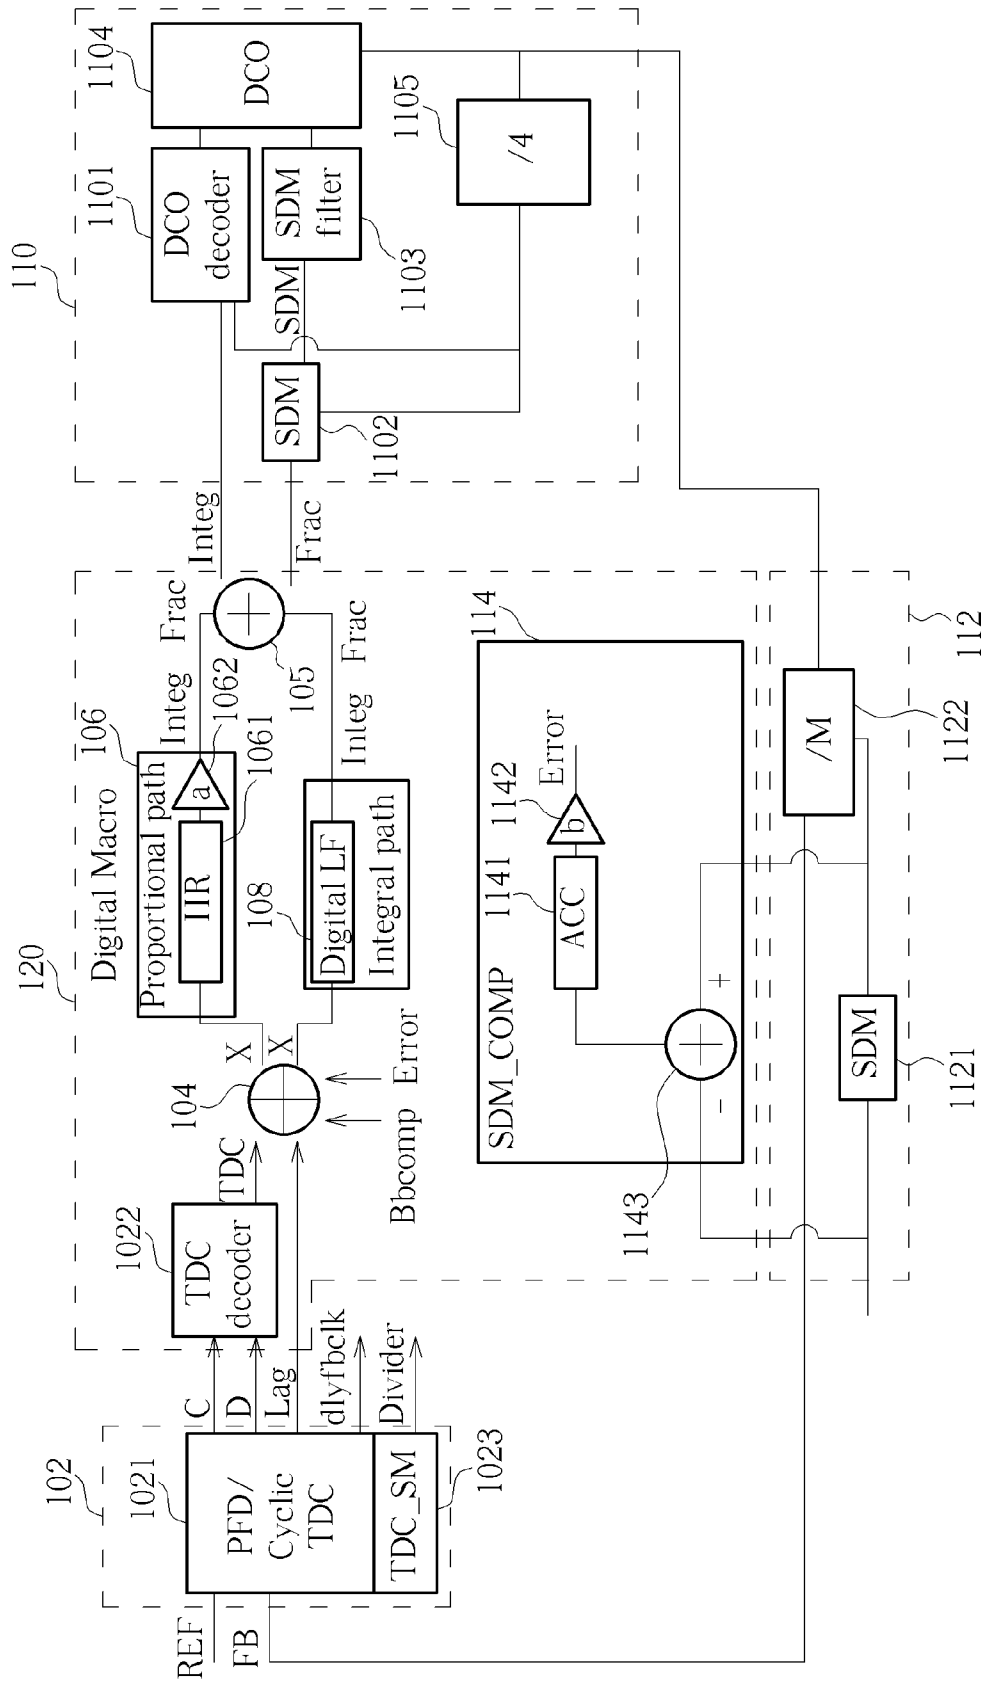 REF
FB
102
1021
PFD/
Cyclic
TDC
TDC_SM
1023
C
D
Lag
dlyfbclk
Divider
120
Digital Macro
1022
TDC
dccoder
TDC
104
Bbcomp
Error
X
X
106
Proportional path
IIR
a
1061
1062
108
Digital LF
Integral path
Integ
Frac
Integ
Frac
105
Integ
Frac
110
1101
DCO
decoder
SDM
1102
SDM
SDM
filter
1103
1104
DCO
1105
/4
114
SDM_COMP
1143
-
+
ACC
1141
b
1142
Error
112
SDM
1121
/M
1122